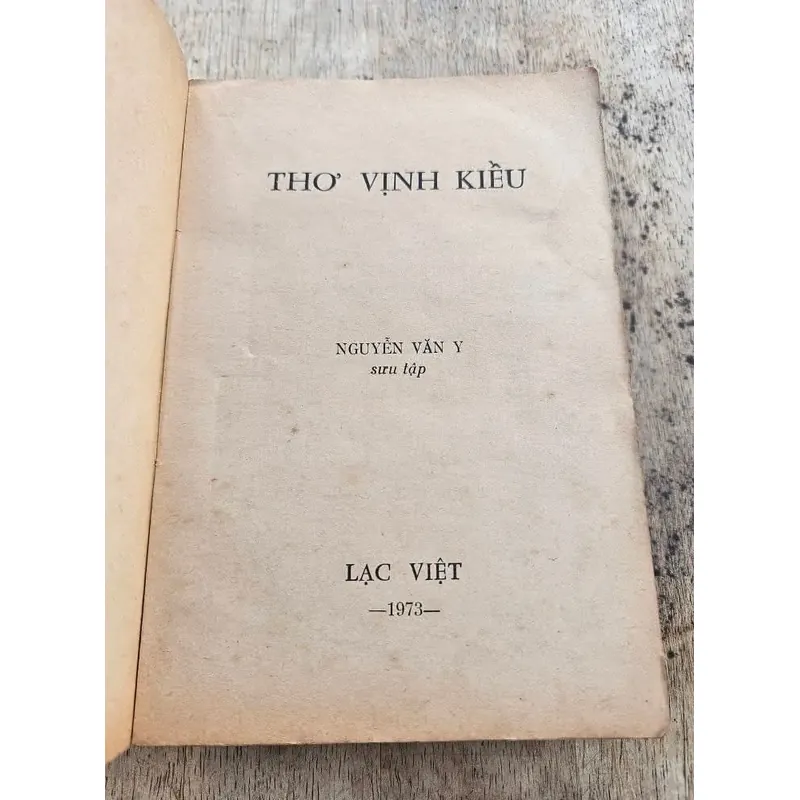 THƠ VỊNH KIỀU
NGUYỄN VĂN Y
sưu tập
LẠC VIỆT
—1973—